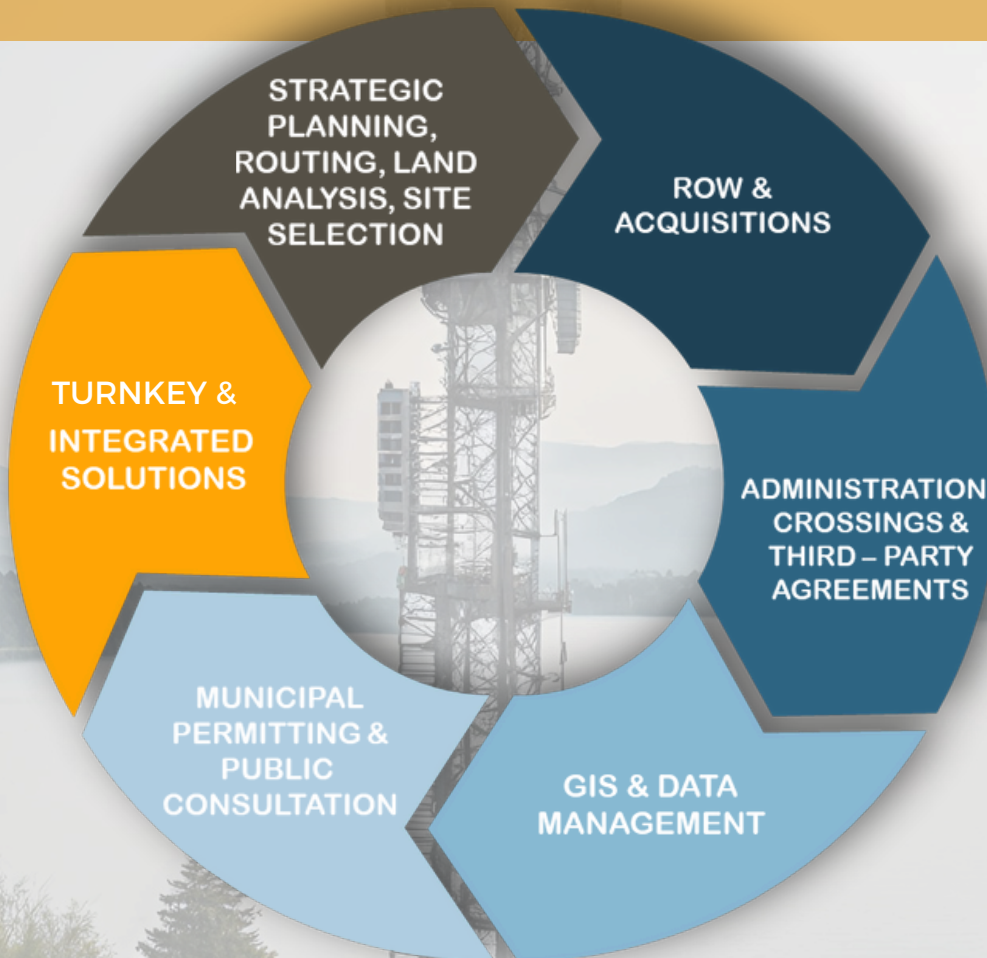 STRATEGIC
PLANNING,
ROUTING, LAND
ANALYSIS, SITE
SELECTION
ROW &
ACQUISITIONS
ADMINISTRATION
CROSSINGS &
THIRD – PARTY
AGREEMENTS
GIS & DATA
MANAGEMENT
MUNICIPAL
PERMITTING &
PUBLIC
CONSULTATION
TURNKEY &
INTEGRATED
SOLUTIONS